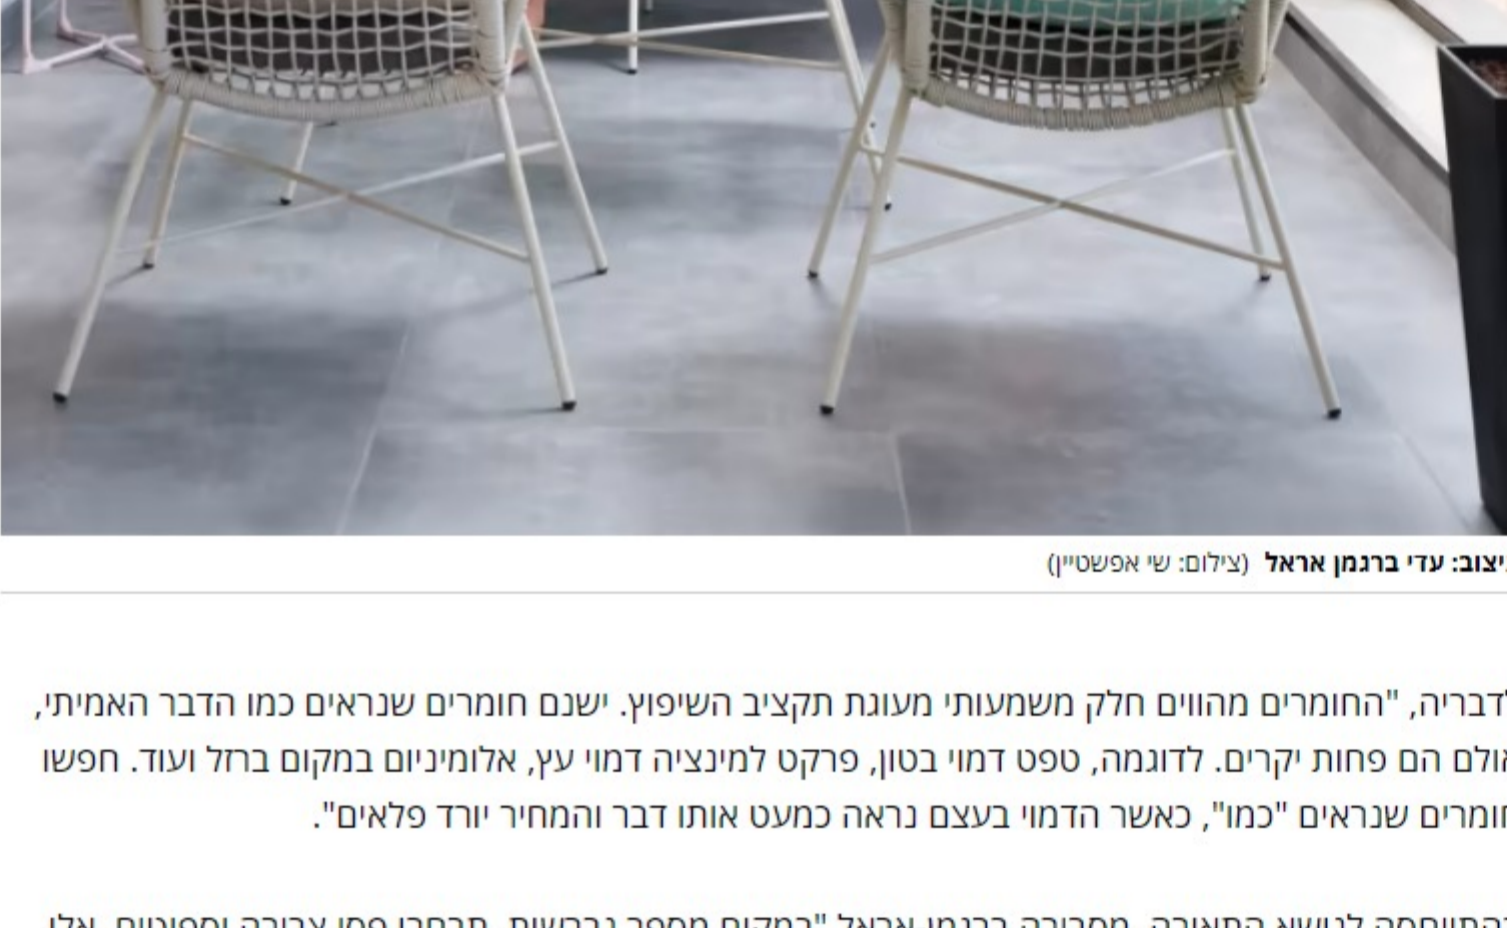 עדי ברגמן אראל (צילום: שי אפשטיין)
לדבריה, "החומרים מהווים חלק משמעותי מעוגת תקציב השיפוץ. ישנם חומרים שנראים כמו הדבר האמיתי,
אולם הם פחות יקרים. לדוגמה, טפט דמוי בטון, פרקט למינציה דמוי עץ, אלומיניום במקום ברזל ועוד. חפשו
חומרים שנראים "כמו", כאשר הדמוי בעצם נראה כמעט אותו דבר והמחיר יורד פלאים".